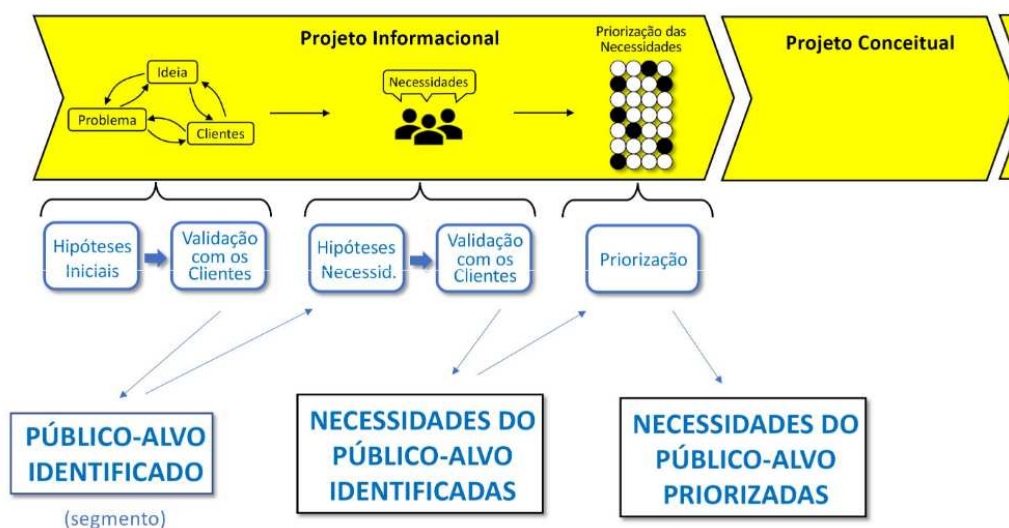 Projeto Informacional
Priorização das
Necessidades
Projeto Conceitual
Ideia
Problema
Clientes
Necessidades
Hipóteses
Iniciais
Validação
com os
Clientes
Hipóteses
Necessid.
Validação
com os
Clientes
Priorização
PÚBLICO-ALVO
IDENTIFICADO
(segmento)
NECESSIDADES DO
PÚBLICO-ALVO
IDENTIFICADAS
NECESSIDADES DO
PÚBLICO-ALVO
PRIORIZADAS